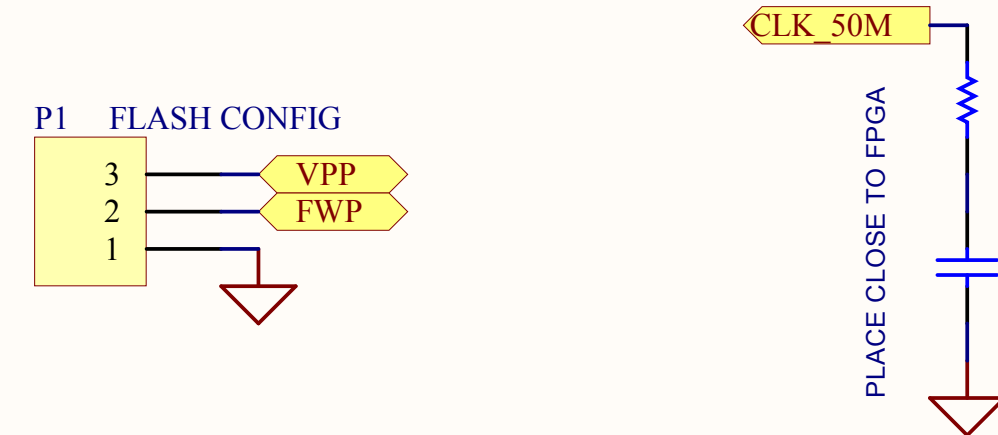 CLK_50M
P1 FLASH CONFIG
3 VPP
2 FWP
1
PLACE CLOSE TO FPGA